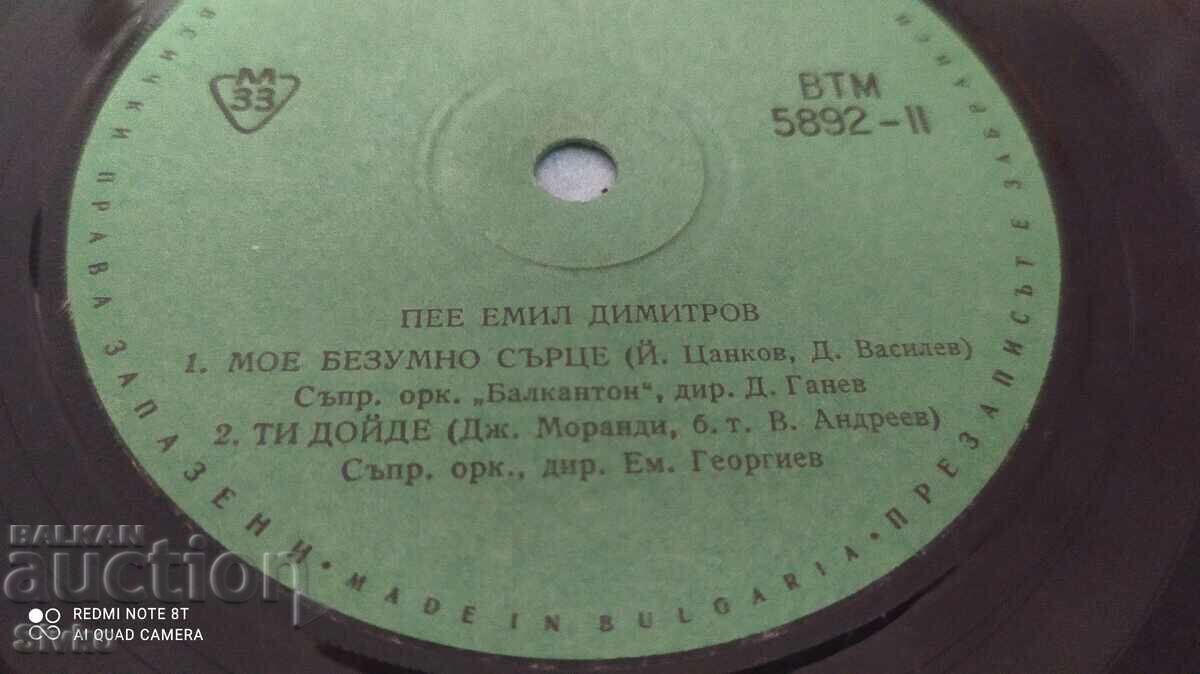 М
33
ВТМ
5892-II
ПЕЕ ЕМИЛ ДИМИТРОВ
1. МОЕ БЕЗУМНО СЪРЦЕ (Й. Цанков, Д. Василев)
Съпр. орк. „Балкантон“, дир. Д. Ганев
2. ТИ ДОЙДЕ (Дж. Моранди, б. т. В. Андреев)
Съпр. орк., дир. Ем. Георгиев
ВСИЧКИ ПРАВА ЗАПАЗЕНИ • MADE IN BULGARIA • ПРЕЗАПИСЪТ Е ЗАБРАНЕН
BALKAN
auction
REDMI NOTE 8T
AI QUAD CAMERA